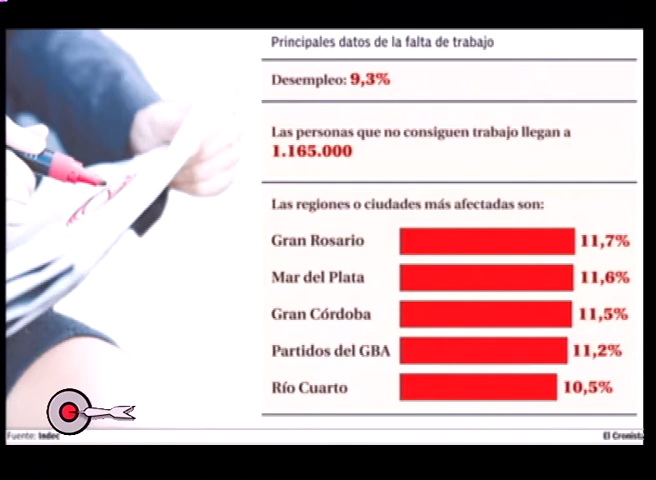 Principales datos de la falta de trabajo
Desempleo: 9,3%
Las personas que no consiguen trabajo llegan a
1.165.000
Las regiones o ciudades más afectadas son:
Gran Rosario 11,7%
Mar del Plata 11,6%
Gran Córdoba 11,5%
Partidos del GBA 11,2%
Río Cuarto 10,5%
Fuente: Indec El Cronist